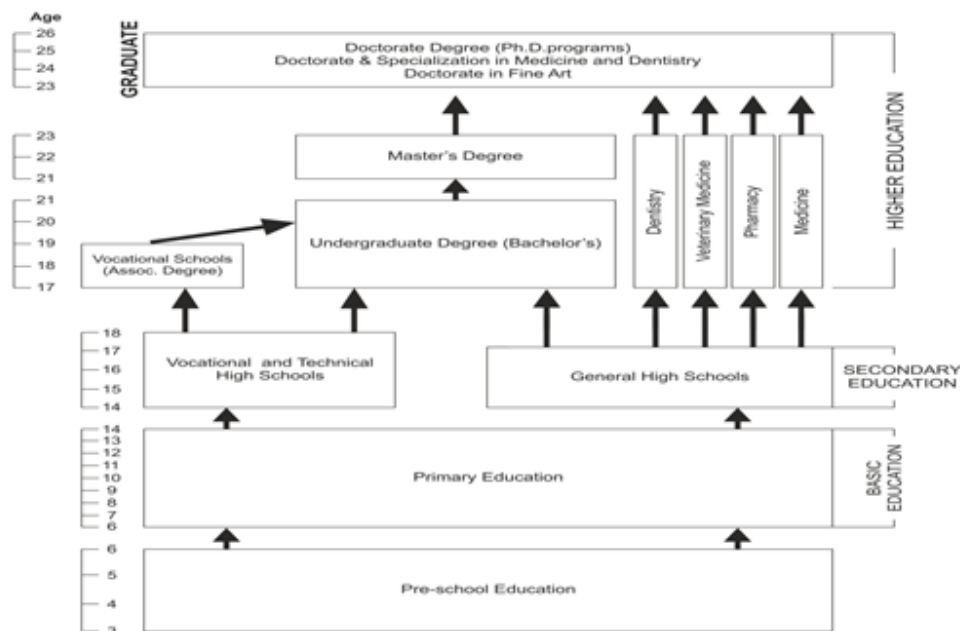 Age
26
25
24
23
GRADUATE
Doctorate Degree (Ph.D.programs)
Doctorate & Specialization in Medicine and Dentistry
Doctorate in Fine Art
HIGHER EDUCATION
23
22
21
Master's Degree
21
20
19
18
17
Vocational Schools
(Assoc. Degree)
Undergraduate Degree (Bachelor's)
Dentistry
Veterinary Medicine
Pharmacy
Medicine
18
17
16
15
14
Vocational and Technical
High Schools
General High Schools
SECONDARY
EDUCATION
14
13
12
11
10
9
8
7
6
Primary Education
BASIC
EDUCATION
6
5
4
3
Pre-school Education